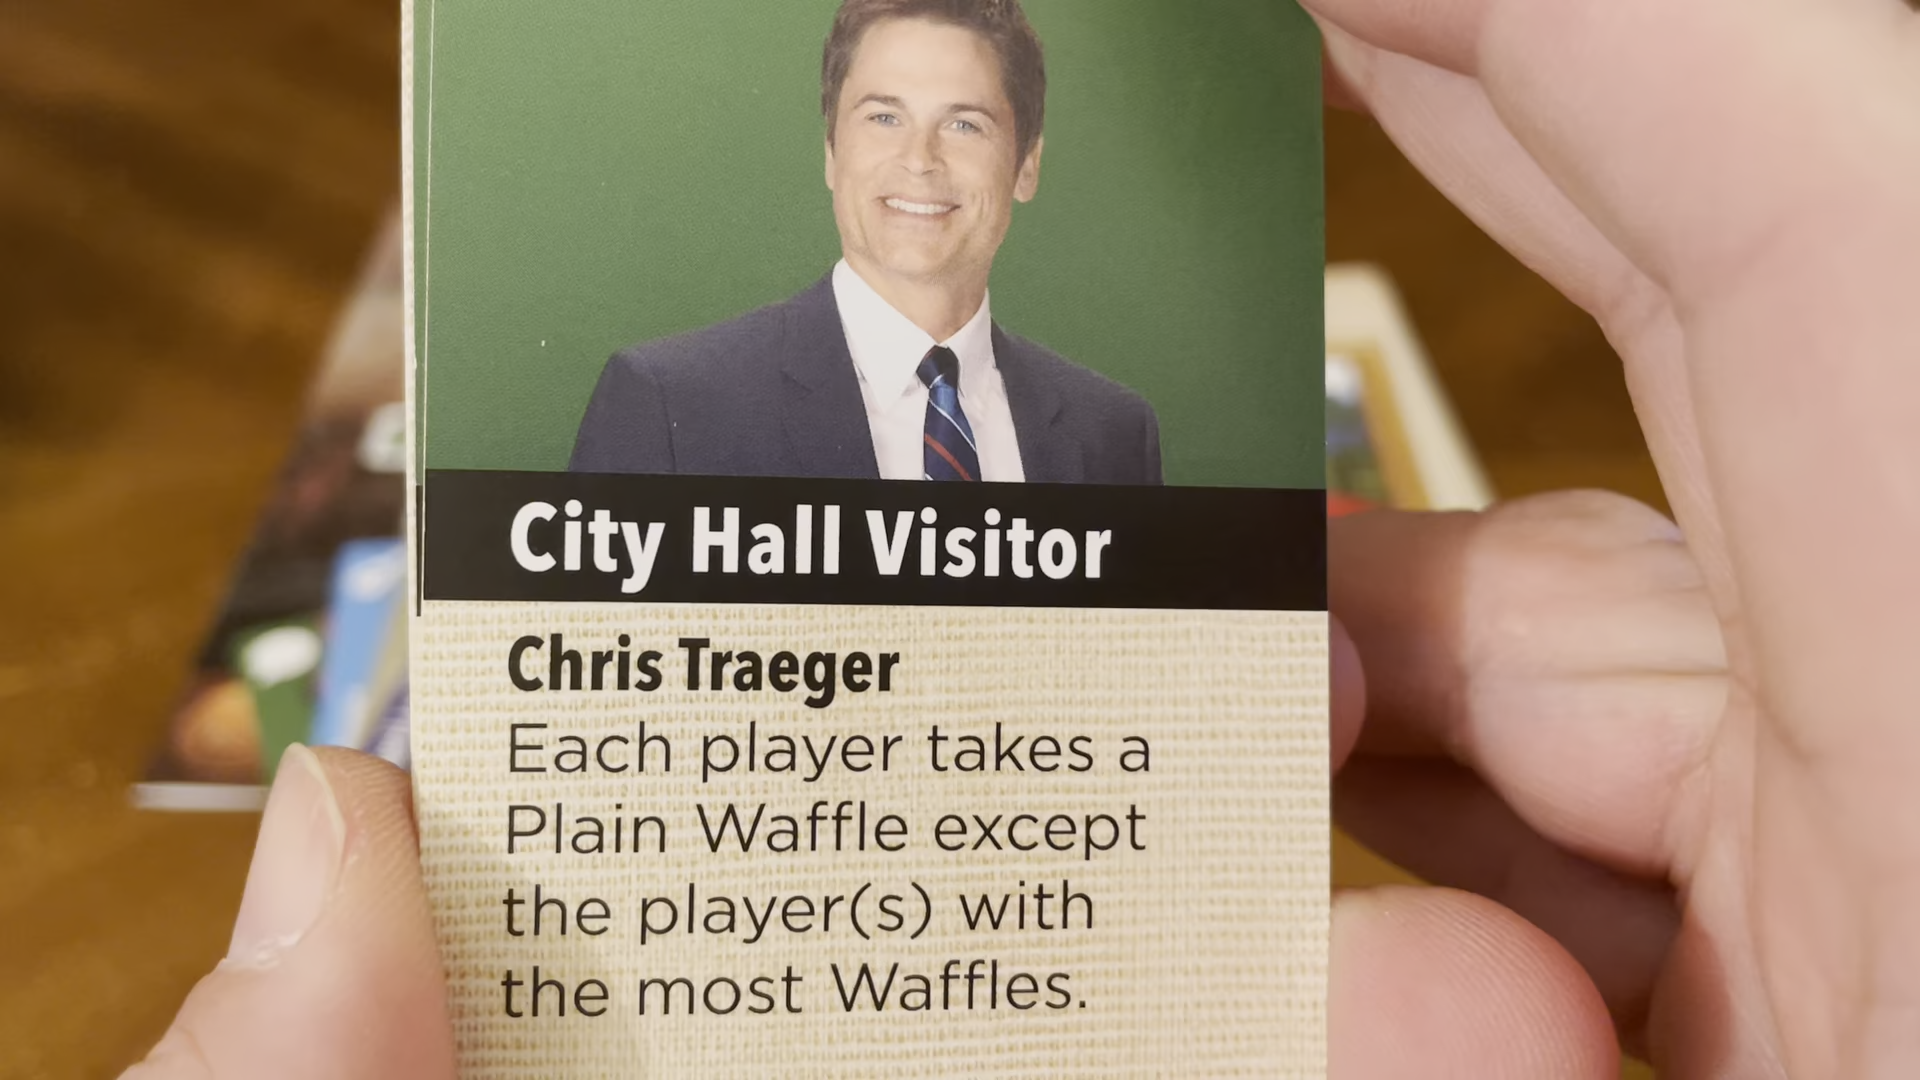 City Hall Visitor
Chris Traeger
Each player takes a
Plain Waffle except
the player(s) with
the most Waffles.